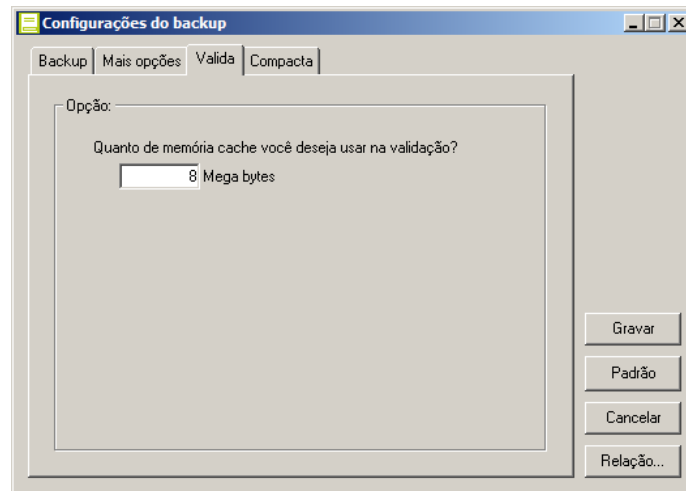 Configurações do backup
Backup Mais opções Valida Compacta
Opção:
Quanto de memória cache você deseja usar na validação?
8 Mega bytes
Gravar
Padrão
Cancelar
Relação...